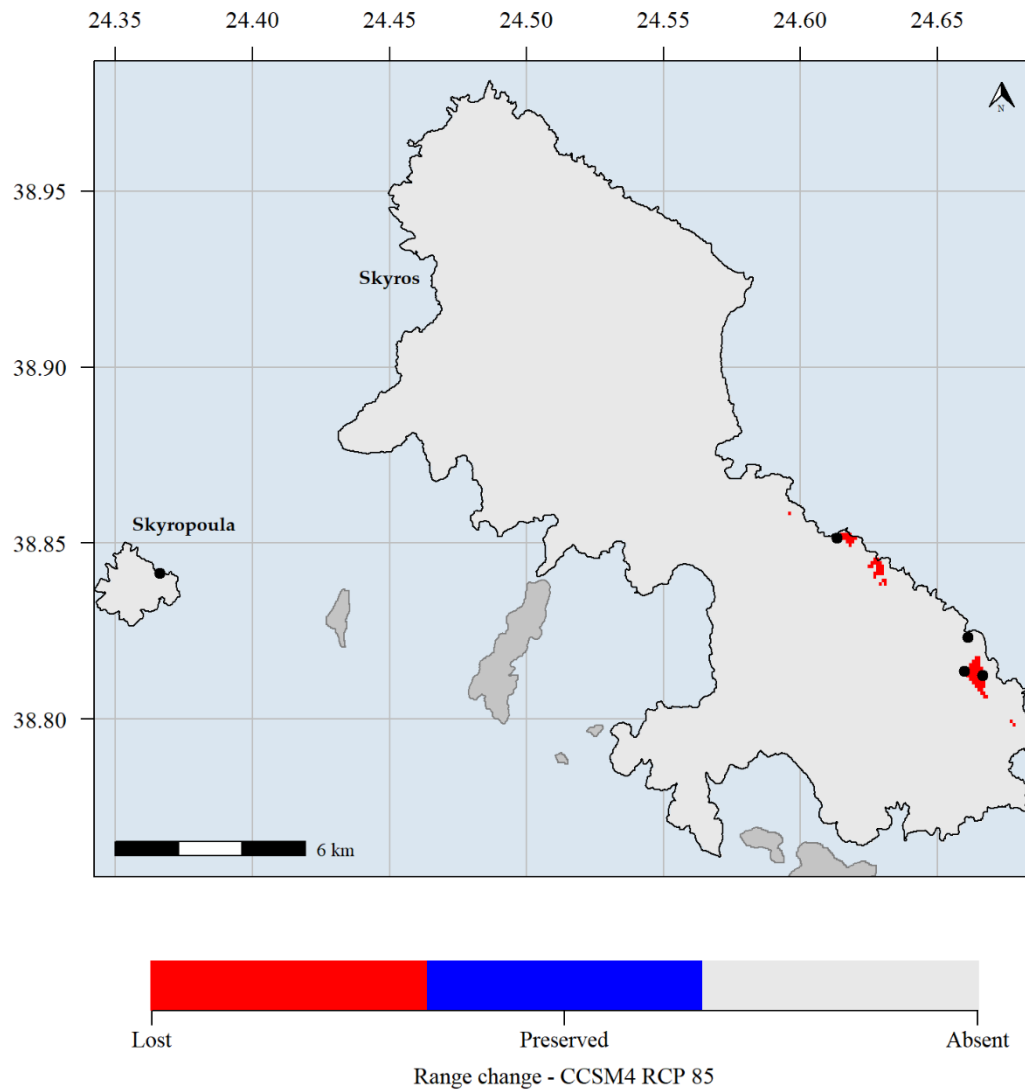 24.35 24.40 24.45 24.50 24.55 24.60 24.65
N
38.95
Skyros
38.90
Skyropoula
38.85
38.80
6 km
Lost Preserved Absent
Range change - CCSM4 RCP 85